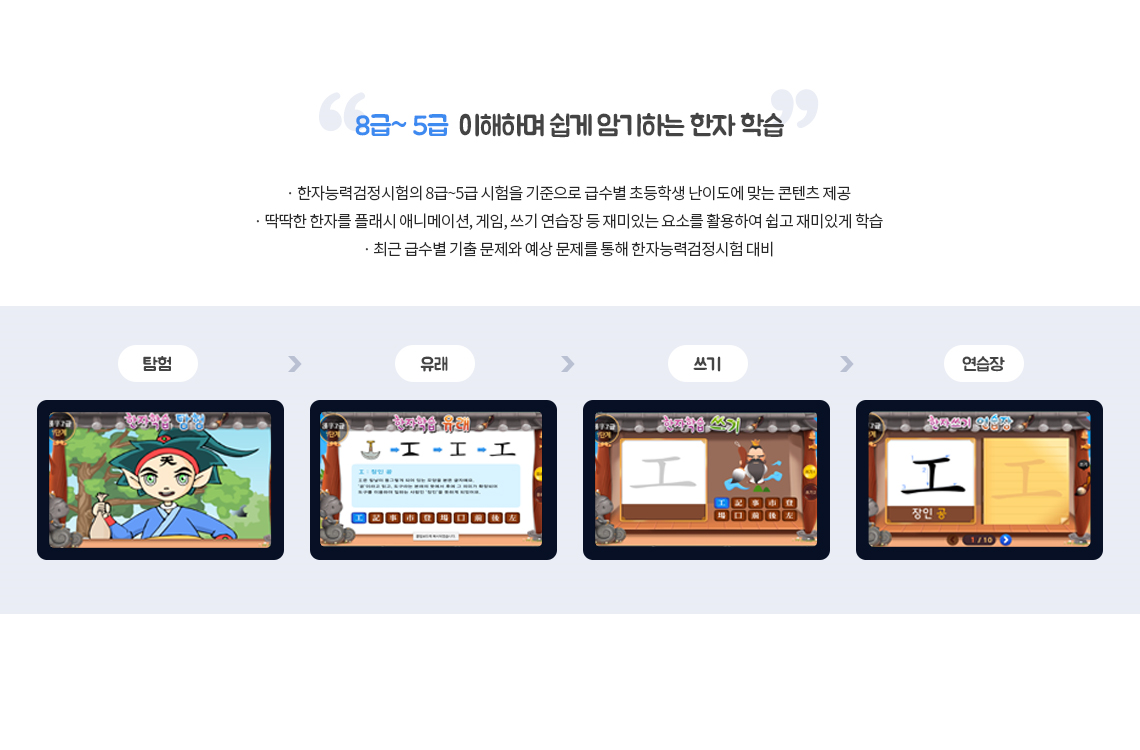 8급~ 5급 이해하며 쉽게 암기하는 한자 학습
· 한자능력검정시험의 8급~5급 시험을 기준으로 급수별 초등학생 난이도에 맞는 콘텐츠 제공
· 딱딱한 한자를 플래시 애니메이션, 게임, 쓰기 연습장 등 재미있는 요소를 활용하여 쉽고 재미있게 학습
· 최근 급수별 기출 문제와 예상 문제를 통해 한자능력검정시험 대비
탐험
유래
쓰기
연습장
한자학습 탐험
한자학습 유래
工
工 : 장인 공
工 記 事 市 登 場 口 前 後 左
한자학습 쓰기
工
工 記 事 市 登
場 口 前 後 左
한자쓰기 연습장
工
工
장인 공
1 / 10